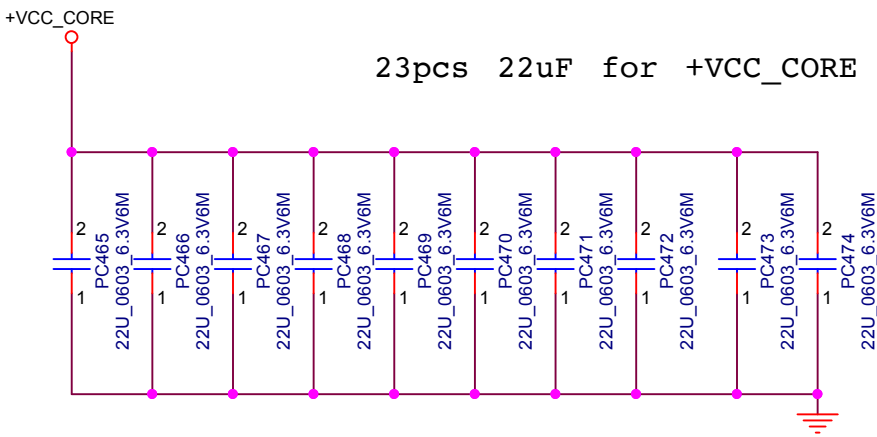 +VCC_CORE
23pcs 22uF for +VCC_CORE
2 2 2 2 2 2 2 2 2 2
PC465
22U_0603_6.3V6M
PC466
22U_0603_6.3V6M
PC467
22U_0603_6.3V6M
PC468
22U_0603_6.3V6M
PC469
22U_0603_6.3V6M
PC470
22U_0603_6.3V6M
PC471
22U_0603_6.3V6M
PC472
22U_0603_6.3V6M
PC473
22U_0603_6.3V6M
PC474
22U_0603_6.3V6M
1 1 1 1 1 1 1 1 1 1